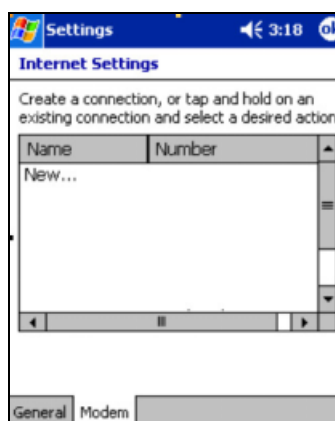 Settings 3:18 ok
Internet Settings
Create a connection, or tap and hold on an
existing connection and select a desired action
Name Number
New...
General Modem